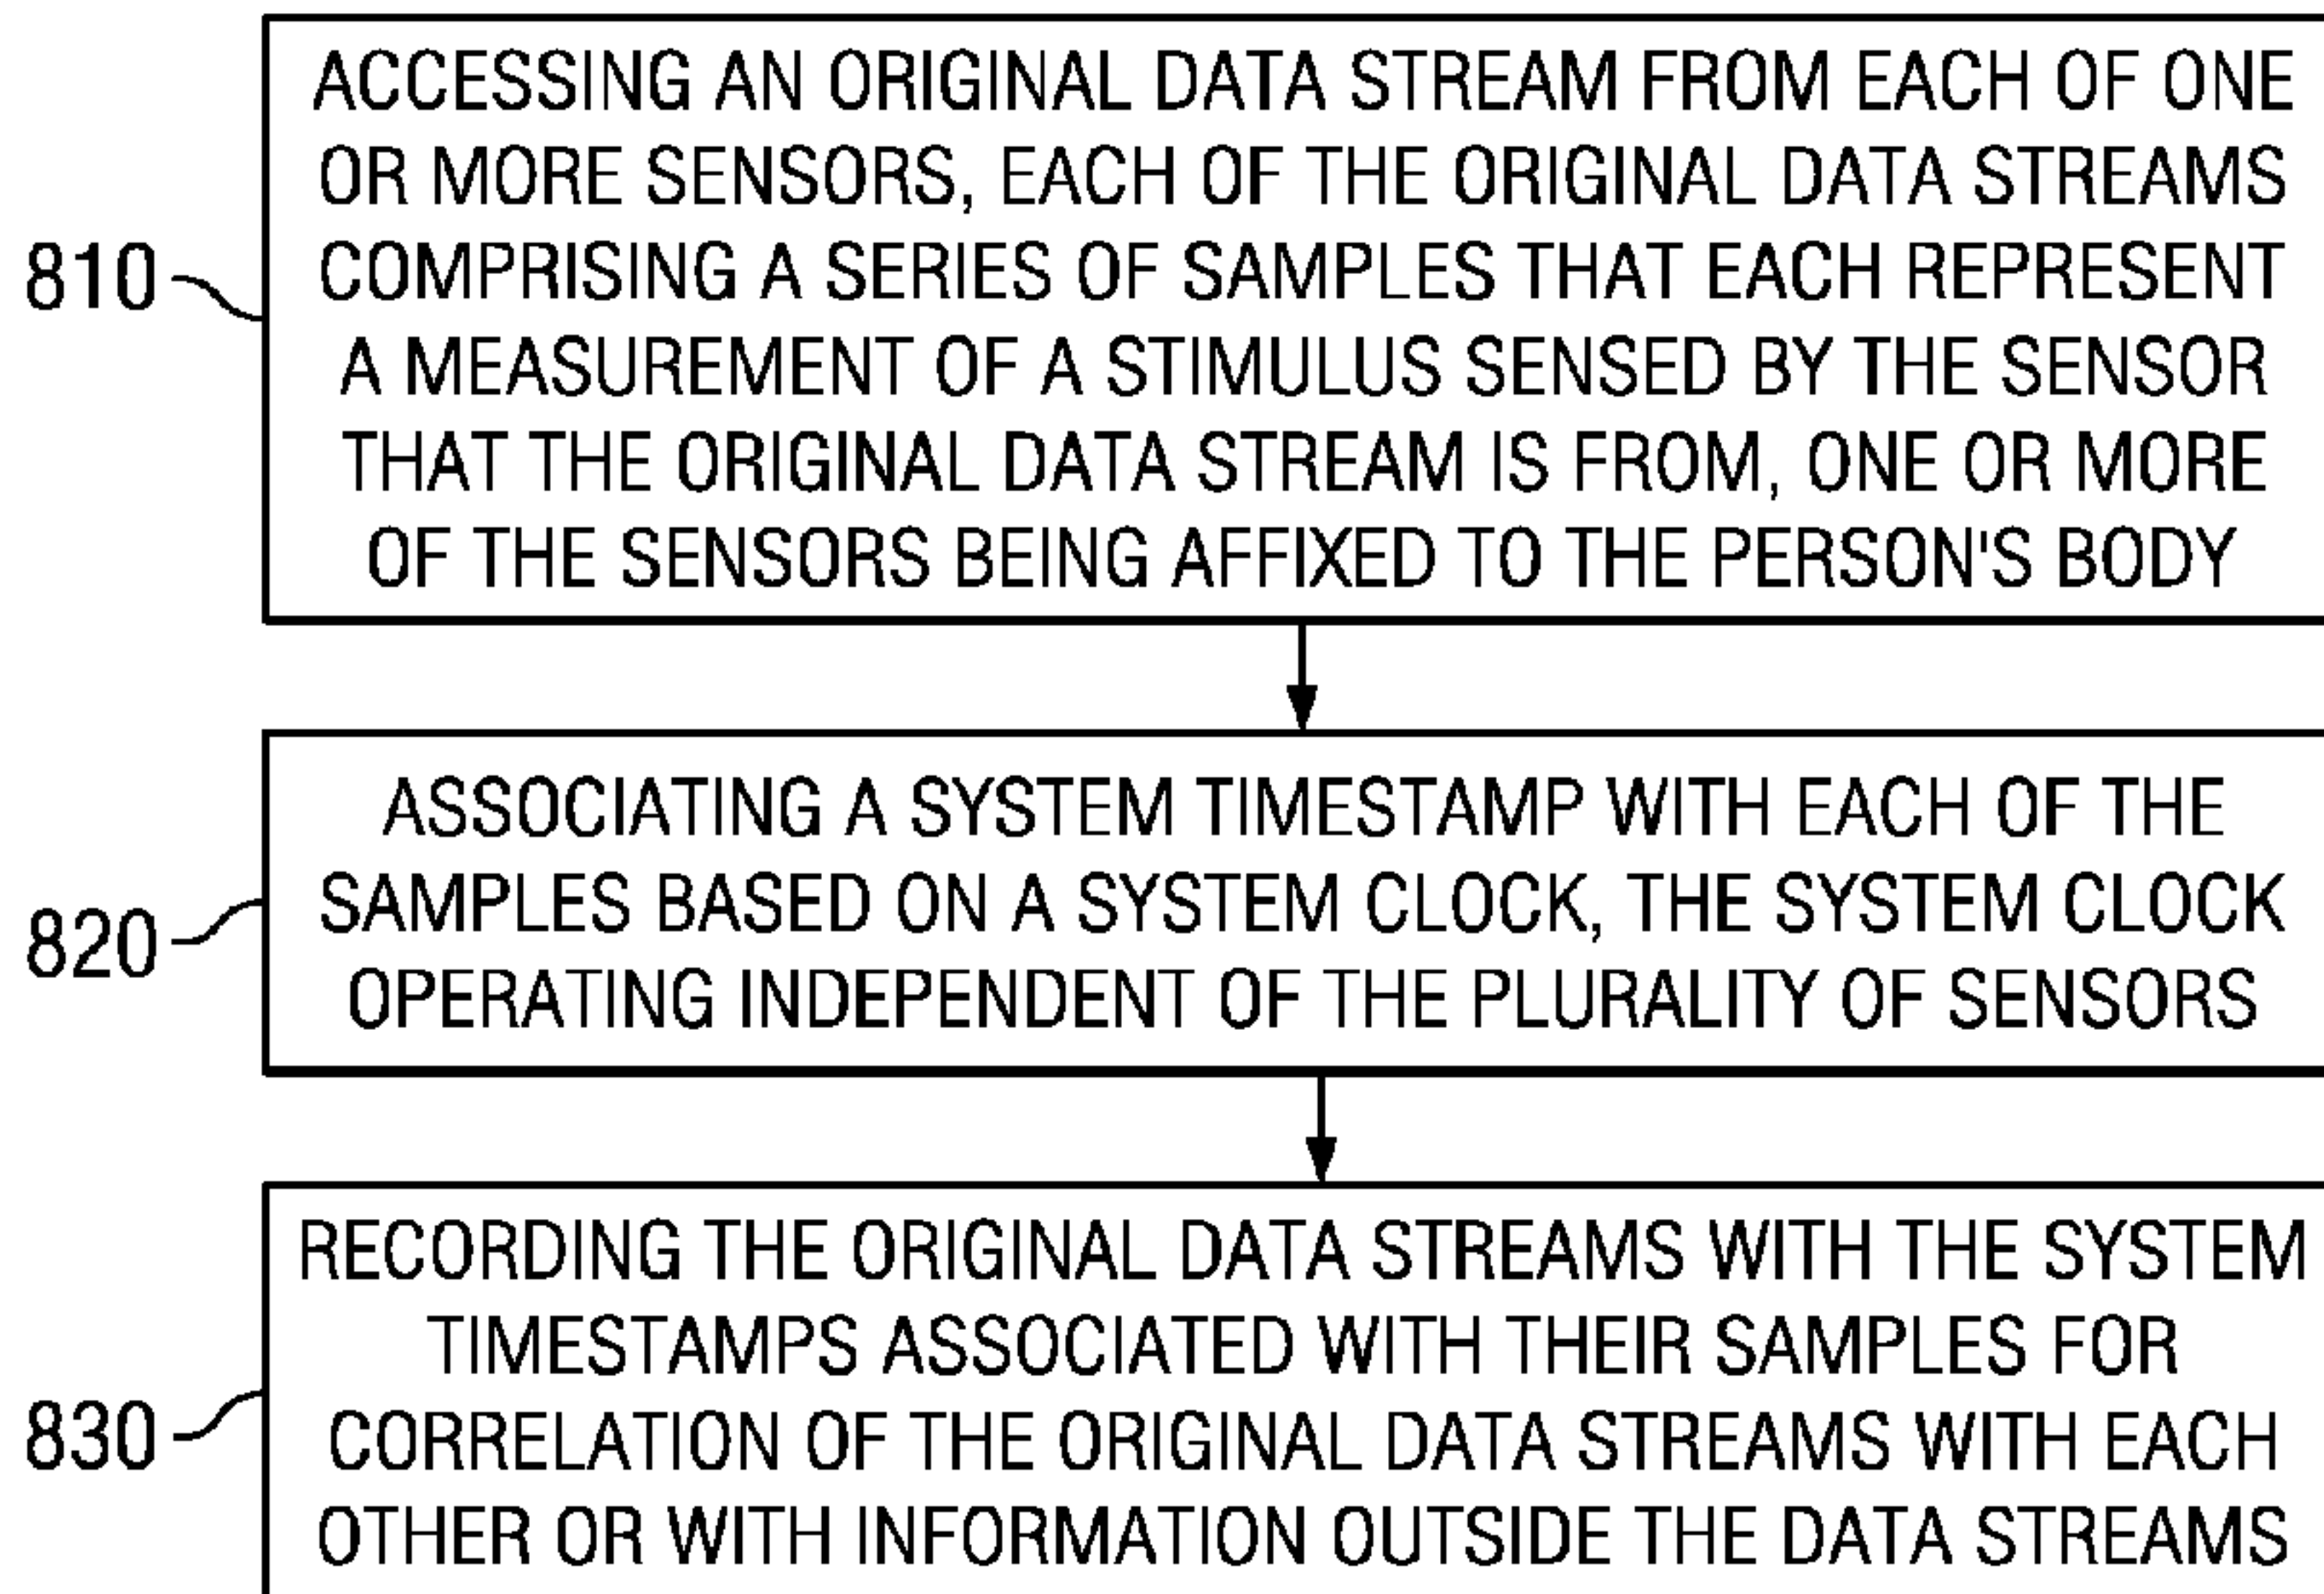 ACCESSING AN ORIGINAL DATA STREAM FROM EACH OF ONE
OR MORE SENSORS, EACH OF THE ORIGINAL DATA STREAMS
COMPRISING A SERIES OF SAMPLES THAT EACH REPRESENT
A MEASUREMENT OF A STIMULUS SENSED BY THE SENSOR
THAT THE ORIGINAL DATA STREAM IS FROM, ONE OR MORE
OF THE SENSORS BEING AFFIXED TO THE PERSON'S BODY
810
ASSOCIATING A SYSTEM TIMESTAMP WITH EACH OF THE
SAMPLES BASED ON A SYSTEM CLOCK, THE SYSTEM CLOCK
OPERATING INDEPENDENT OF THE PLURALITY OF SENSORS
820
RECORDING THE ORIGINAL DATA STREAMS WITH THE SYSTEM
TIMESTAMPS ASSOCIATED WITH THEIR SAMPLES FOR
CORRELATION OF THE ORIGINAL DATA STREAMS WITH EACH
OTHER OR WITH INFORMATION OUTSIDE THE DATA STREAMS
830